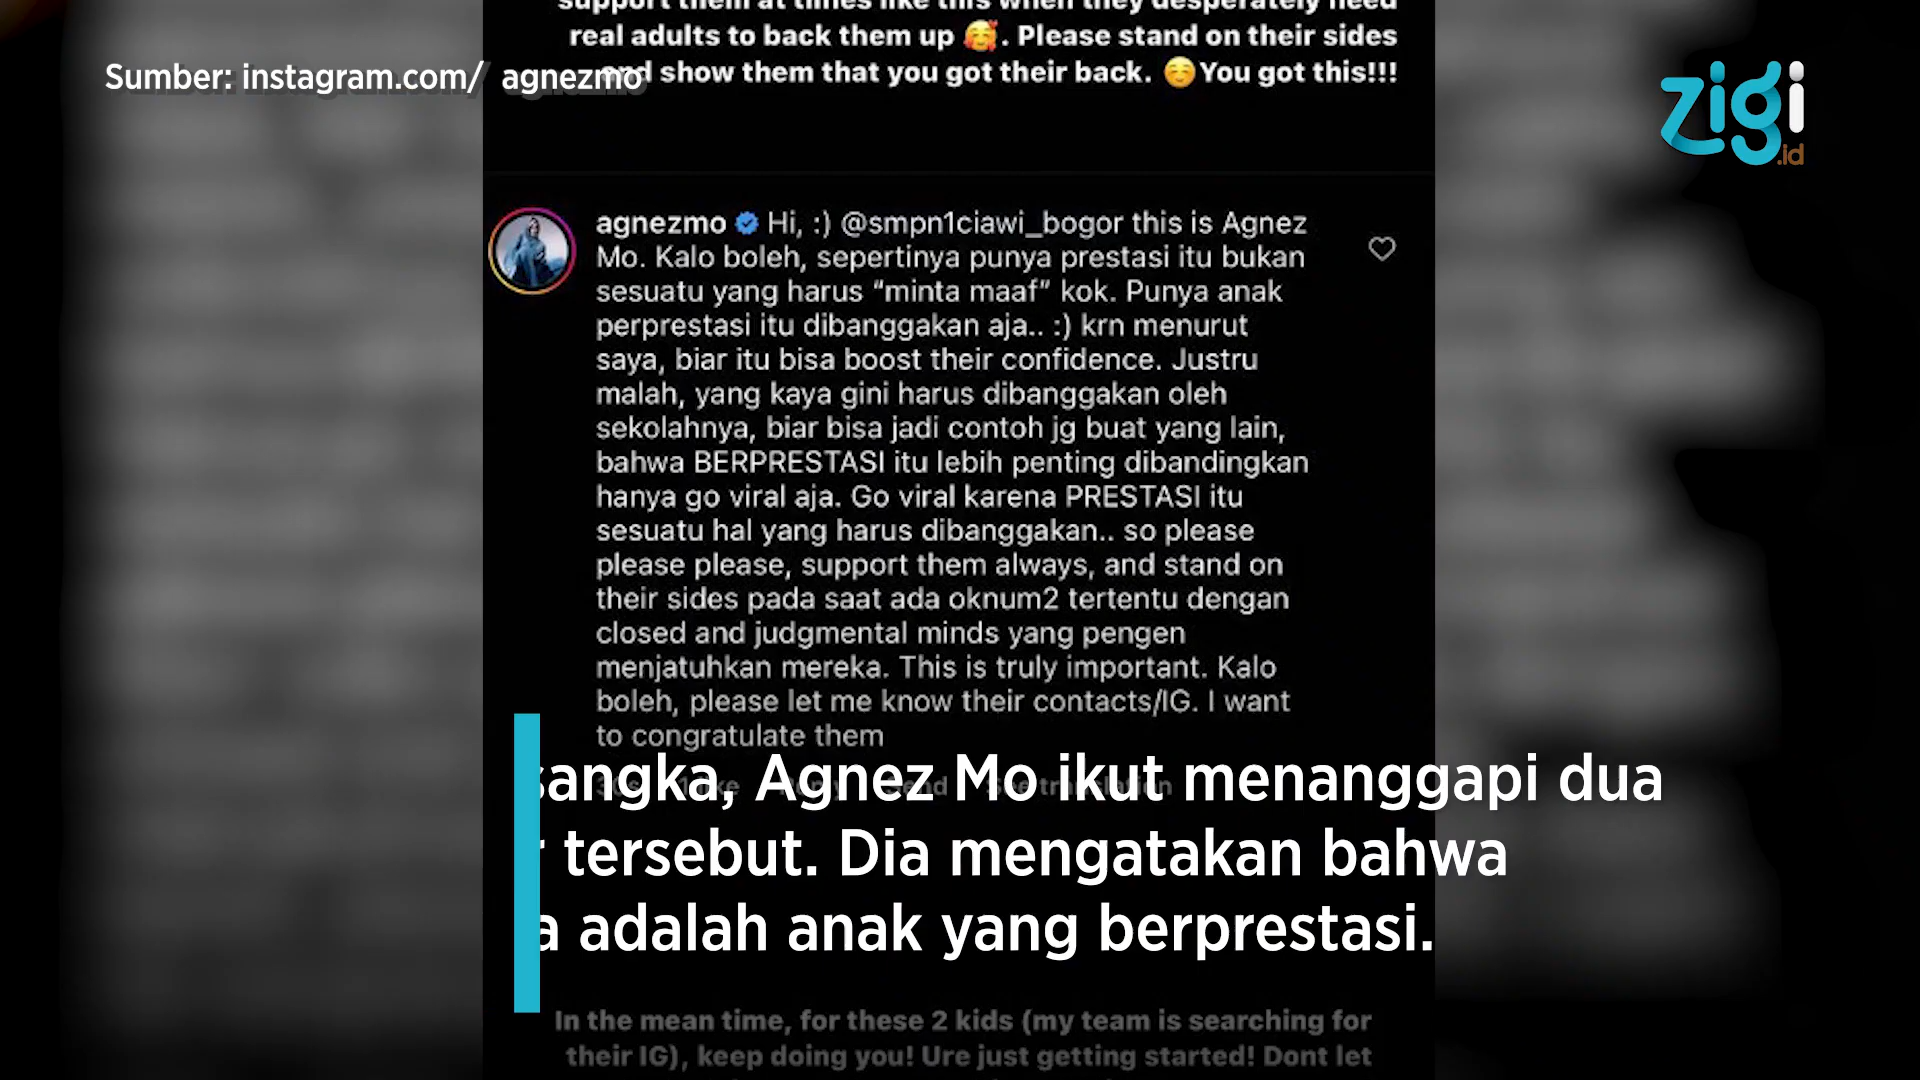 support them at times like this when they desperately need
real adults to back them up 🥰. Please stand on their sides
and show them that you got their back. ☺️You got this!!!
Sumber: instagram.com/ agnezmo
zigi
.id
agnezmo Hi, :) @smpn1ciawi_bogor this is Agnez
Mo. Kalo boleh, sepertinya punya prestasi itu bukan
sesuatu yang harus “minta maaf” kok. Punya anak
perprestasi itu dibanggakan aja.. :) krn menurut
saya, biar itu bisa boost their confidence. Justru
malah, yang kaya gini harus dibanggakan oleh
sekolahnya, biar bisa jadi contoh jg buat yang lain,
bahwa BERPRESTASI itu lebih penting dibandingkan
hanya go viral aja. Go viral karena PRESTASI itu
sesuatu hal yang harus dibanggakan.. so please
please please, support them always, and stand on
their sides pada saat ada oknum2 tertentu dengan
closed and judgmental minds yang pengen
menjatuhkan mereka. This is truly important. Kalo
boleh, please let me know their contacts/IG. I want
to congratulate them
sangka, Agnez Mo ikut menanggapi dua
r tersebut. Dia mengatakan bahwa
a adalah anak yang berprestasi.
In the mean time, for these 2 kids (my team is searching for
their IG), keep doing you! Ure just getting started! Dont let